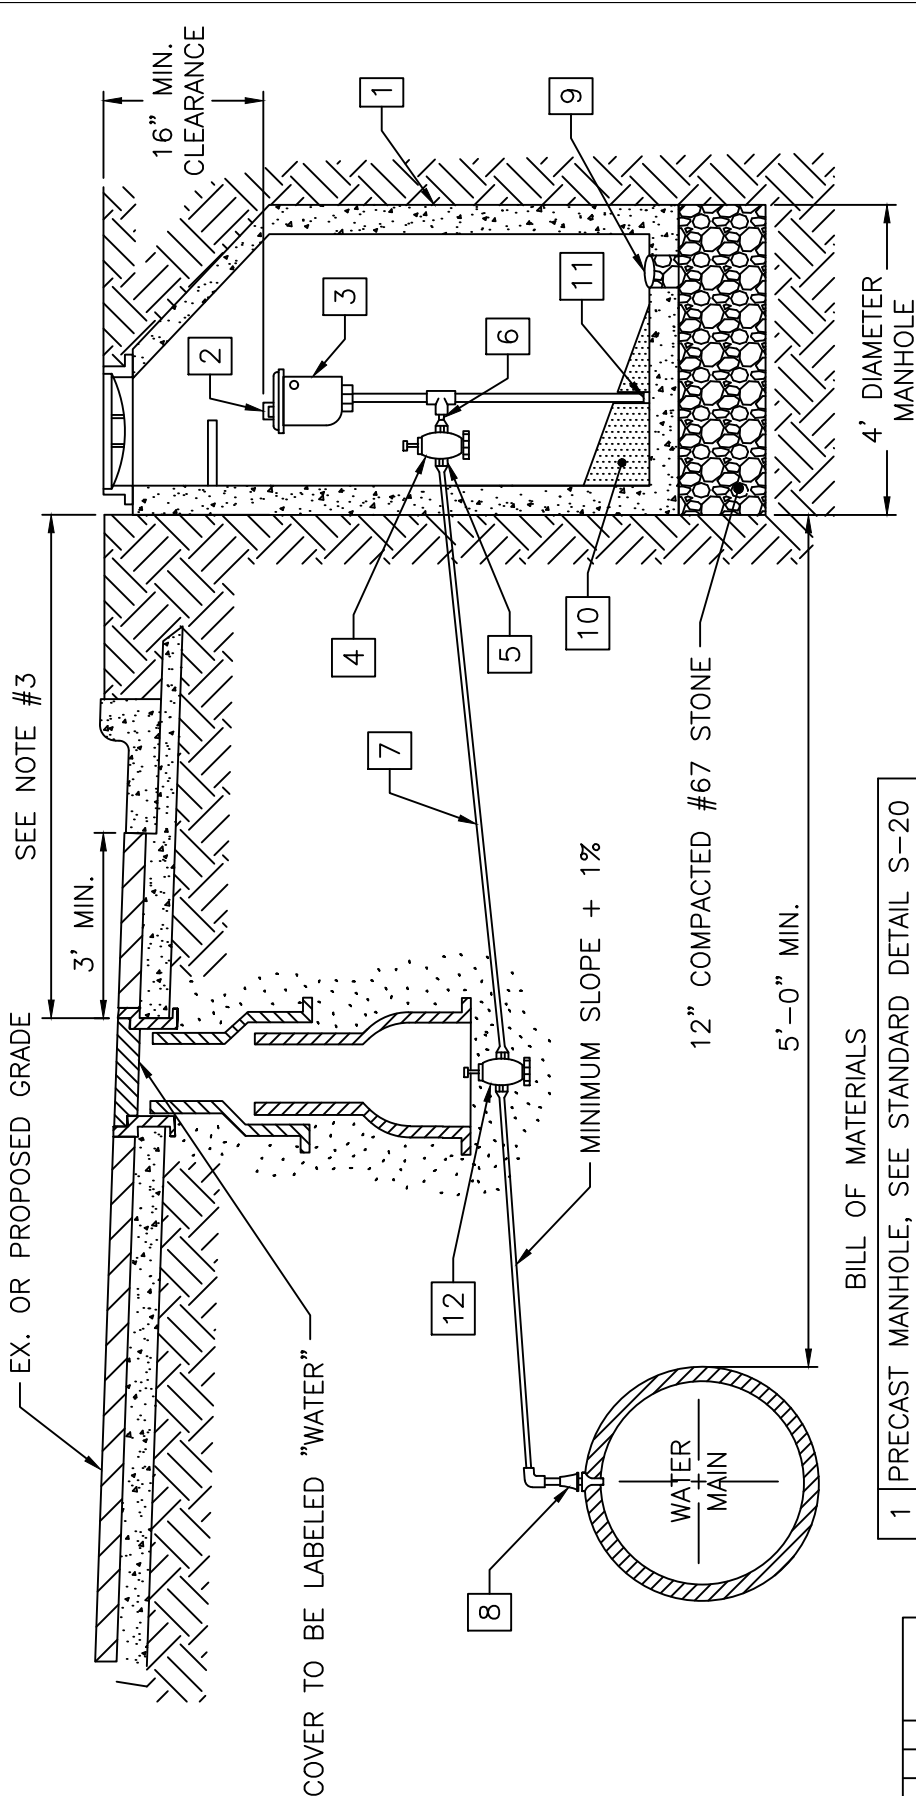 EX. OR PROPOSED GRADE
SEE NOTE #3
3' MIN.
16" MIN.
CLEARANCE
1
2
3
4
5
6
7
8
9
10
11
12
COVER TO BE LABELED "WATER"
MINIMUM SLOPE + 1%
12" COMPACTED #67 STONE
5'-0" MIN.
4' DIAMETER
MANHOLE
WATER
MAIN
BILL OF MATERIALS
1 PRECAST MANHOLE, SEE STANDARD DETAIL S-20